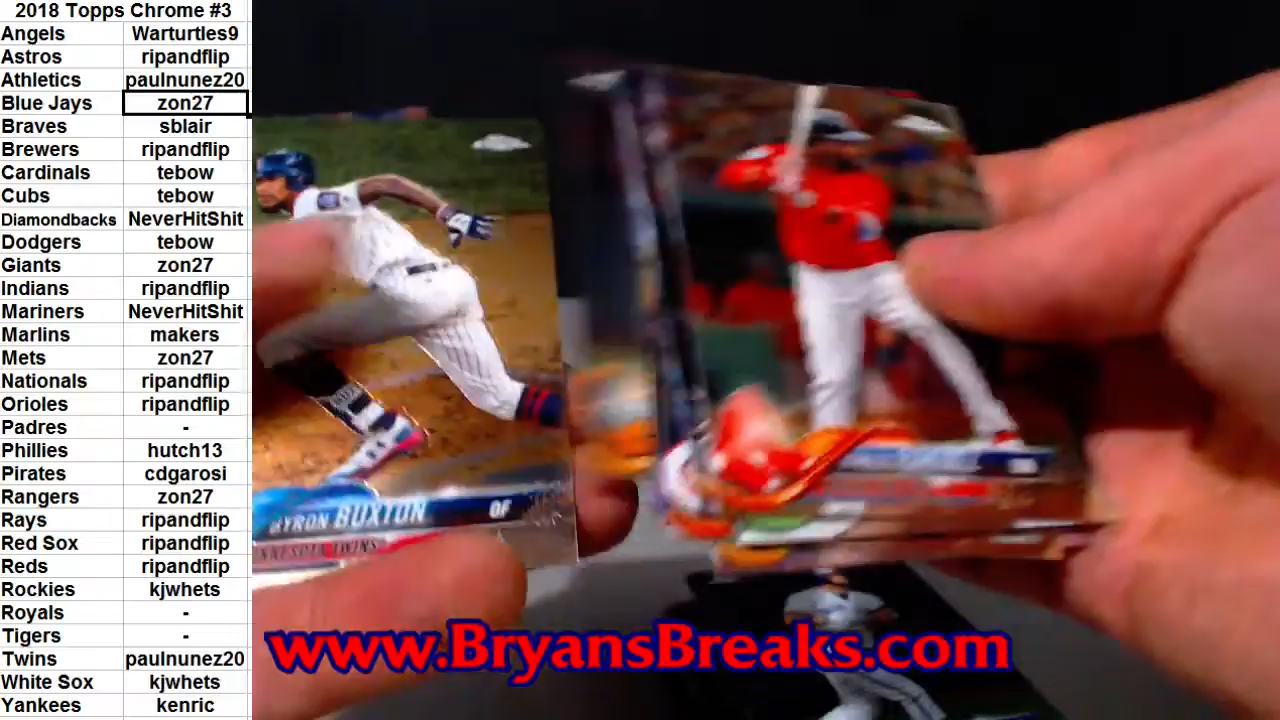 2018 Topps Chrome #3
Angels Warturtles9
Astros ripandflip
Athletics paulnunez20
Blue Jays zon27
Braves sblair
Brewers ripandflip
Cardinals tebow
Cubs tebow
Diamondbacks NeverHitShit
Dodgers tebow
Giants zon27
Indians ripandflip
Mariners NeverHitShit
Marlins makers
Mets zon27
Nationals ripandflip
Orioles ripandflip
Padres -
Phillies hutch13
Pirates cdgarosi
Rangers zon27
Rays ripandflip
Red Sox ripandflip
Reds ripandflip
Rockies kjwhets
Royals -
Tigers -
Twins paulnunez20
White Sox kjwhets
Yankees kenric
BYRON BUXTON OF
MINNESOTA TWINS
www.BryansBreaks.com